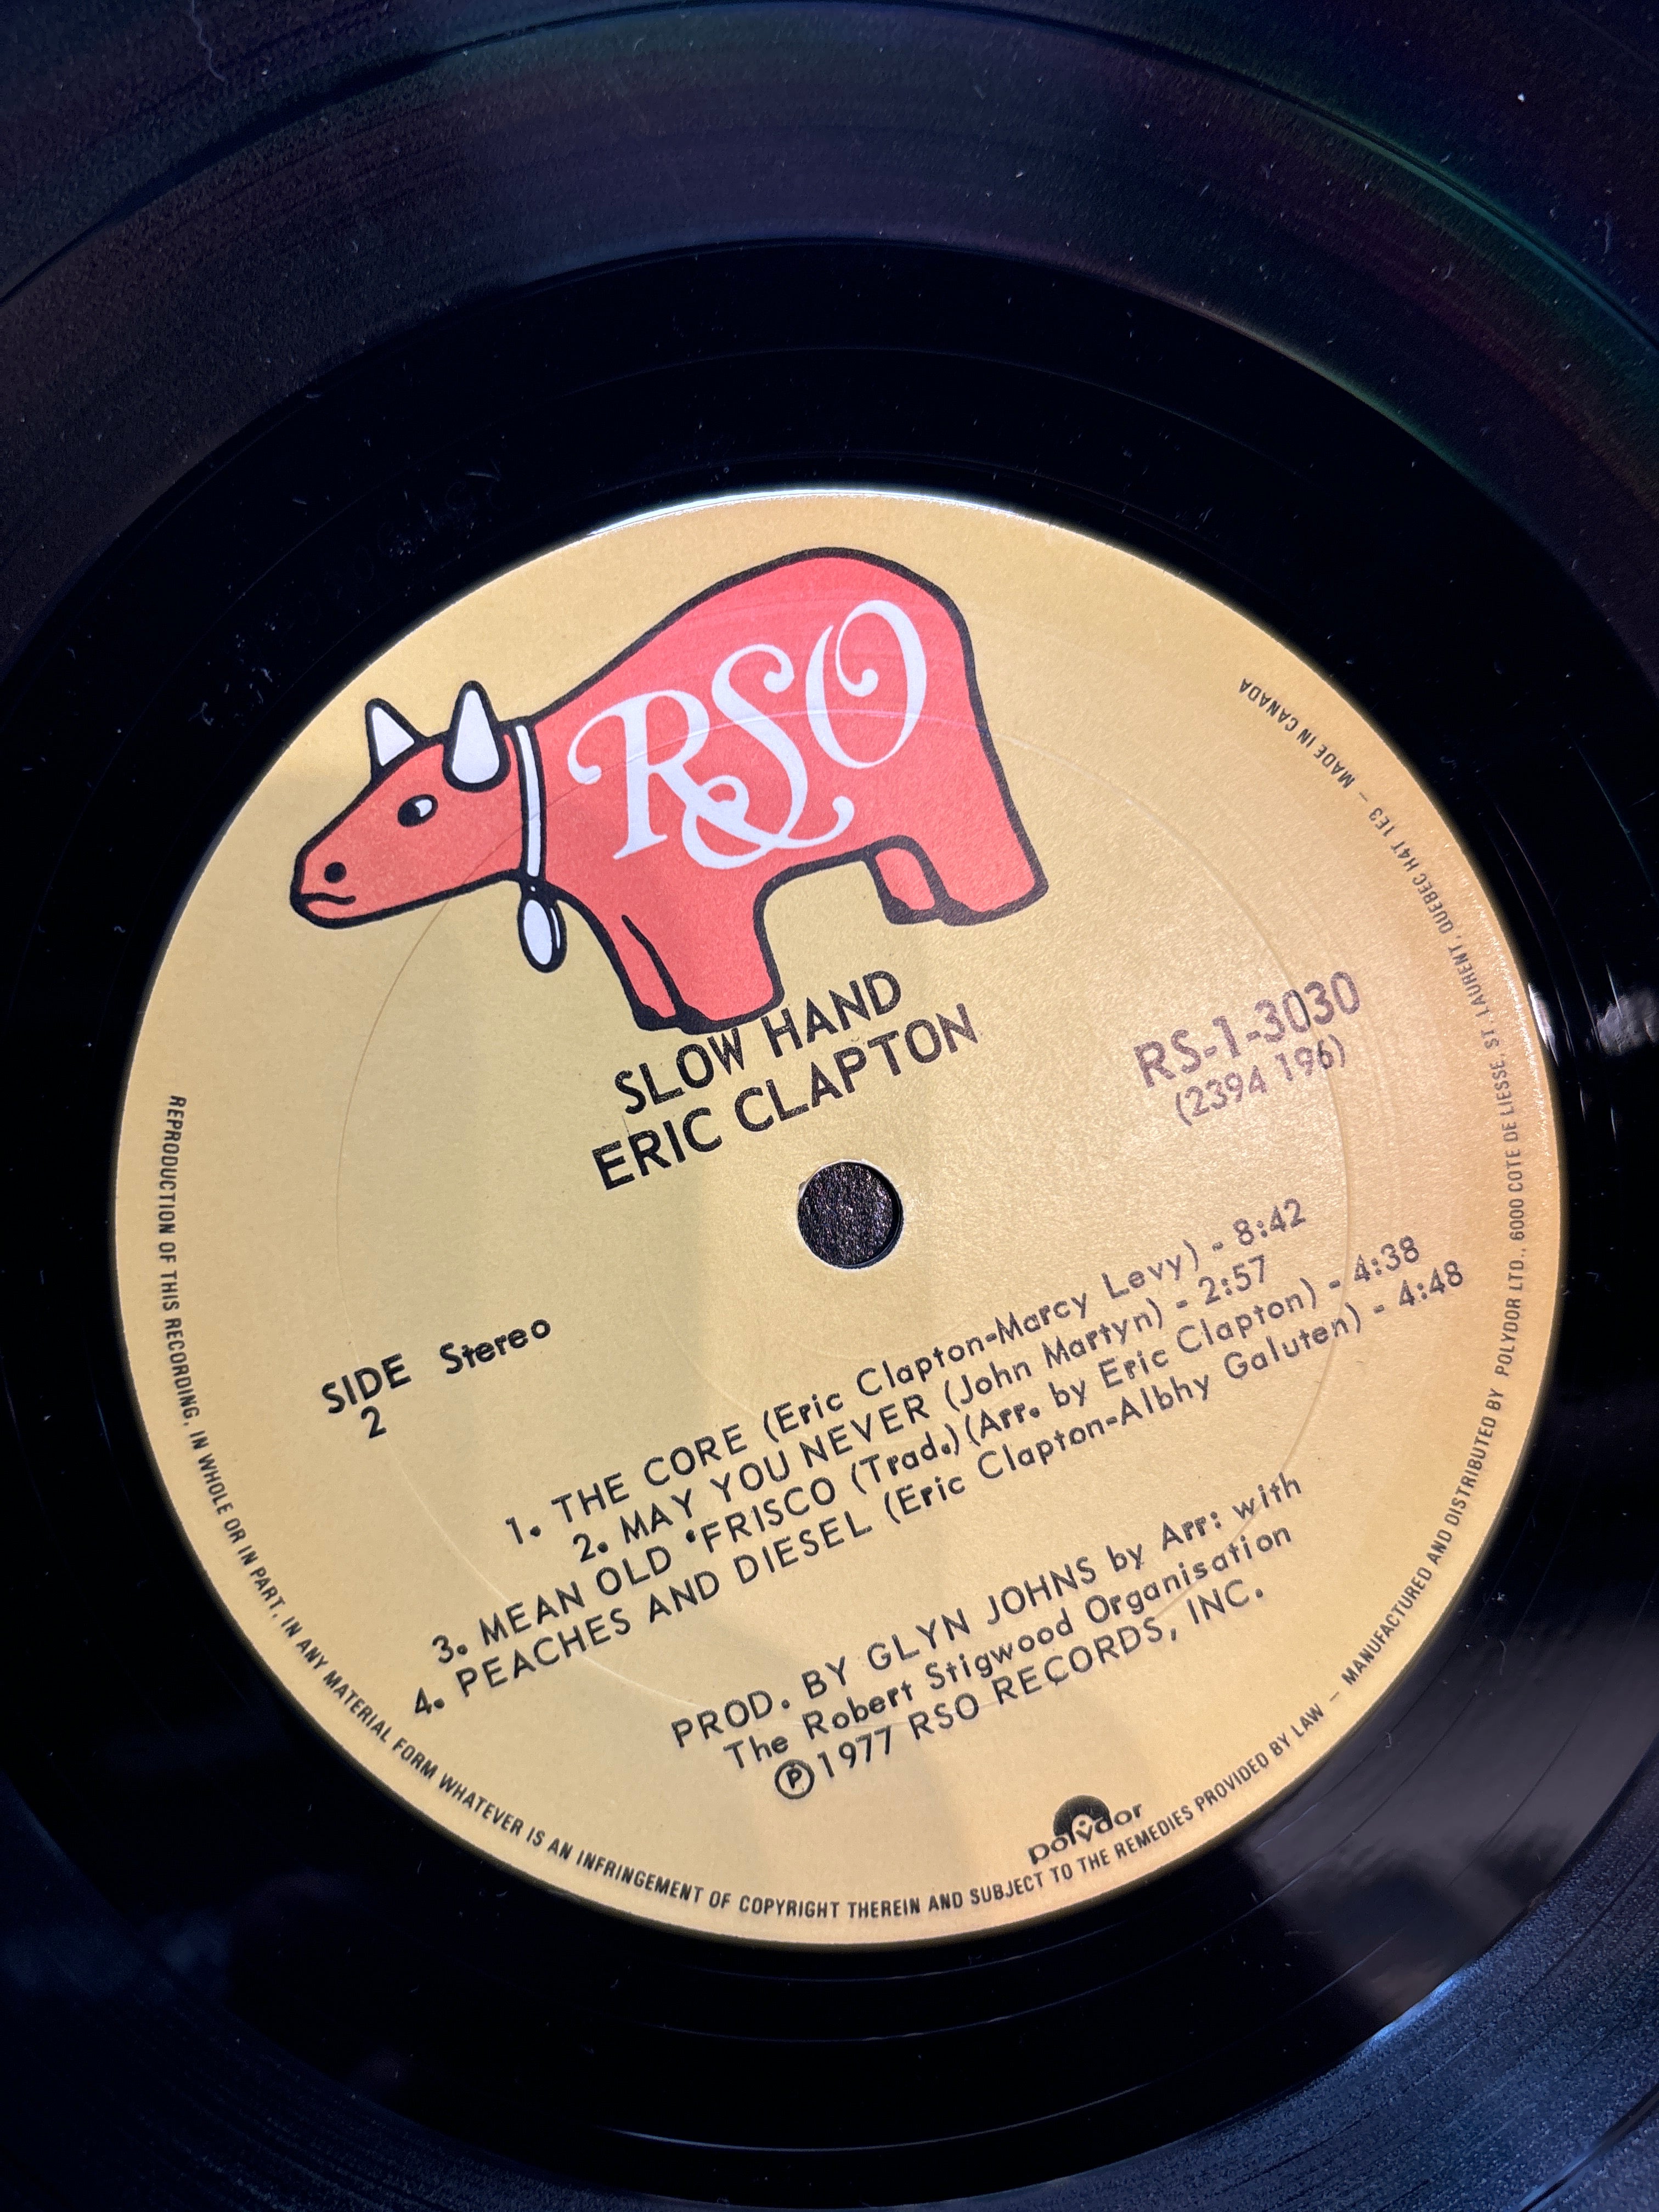 RSO
SLOW HAND
ERIC CLAPTON
RS-1-3030
(2394 196)
SIDE Stereo
2
1. THE CORE (Eric Clapton-Marcy Levy) - 8:42
2. MAY YOU NEVER (John Martyn) - 2:57
3. MEAN OLD 'FRISCO (Trad.)(Arr. by Eric Clapton) - 4:38
4. PEACHES AND DIESEL (Eric Clapton-Albhy Galuten) - 4:48
PROD. BY GLYN JOHNS by Arr: with
The Robert Stigwood Organisation
Ⓟ1977 RSO RECORDS, INC.
polydor
REPRODUCTION OF THIS RECORDING, IN WHOLE OR IN PART, IN ANY MATERIAL FORM WHATEVER IS AN INFRINGEMENT OF COPYRIGHT THEREIN AND SUBJECT TO THE REMEDIES PROVIDED BY LAW – MANUFACTURED AND DISTRIBUTED BY POLYDOR LTD., 6000 COTE DE LIESSE, ST. LAURENT, QUEBEC H4T 1E3 – MADE IN CANADA